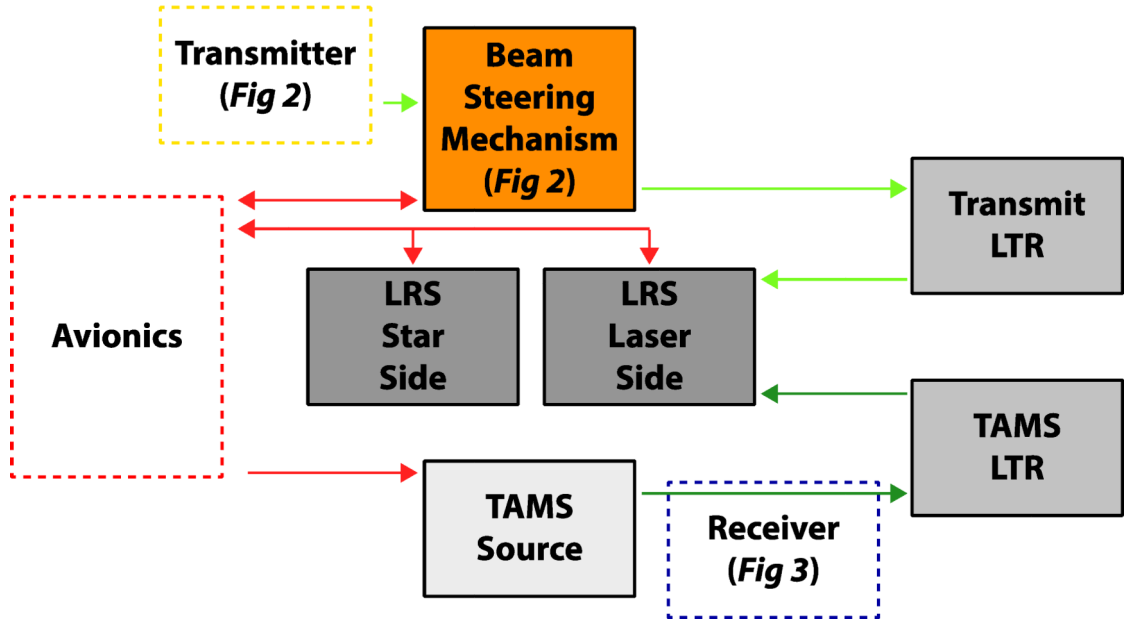 Transmitter
(Fig 2)
Beam
Steering
Mechanism
(Fig 2)
Transmit
LTR
Avionics
LRS
Star
Side
LRS
Laser
Side
TAMS
LTR
TAMS
Source
Receiver
(Fig 3)